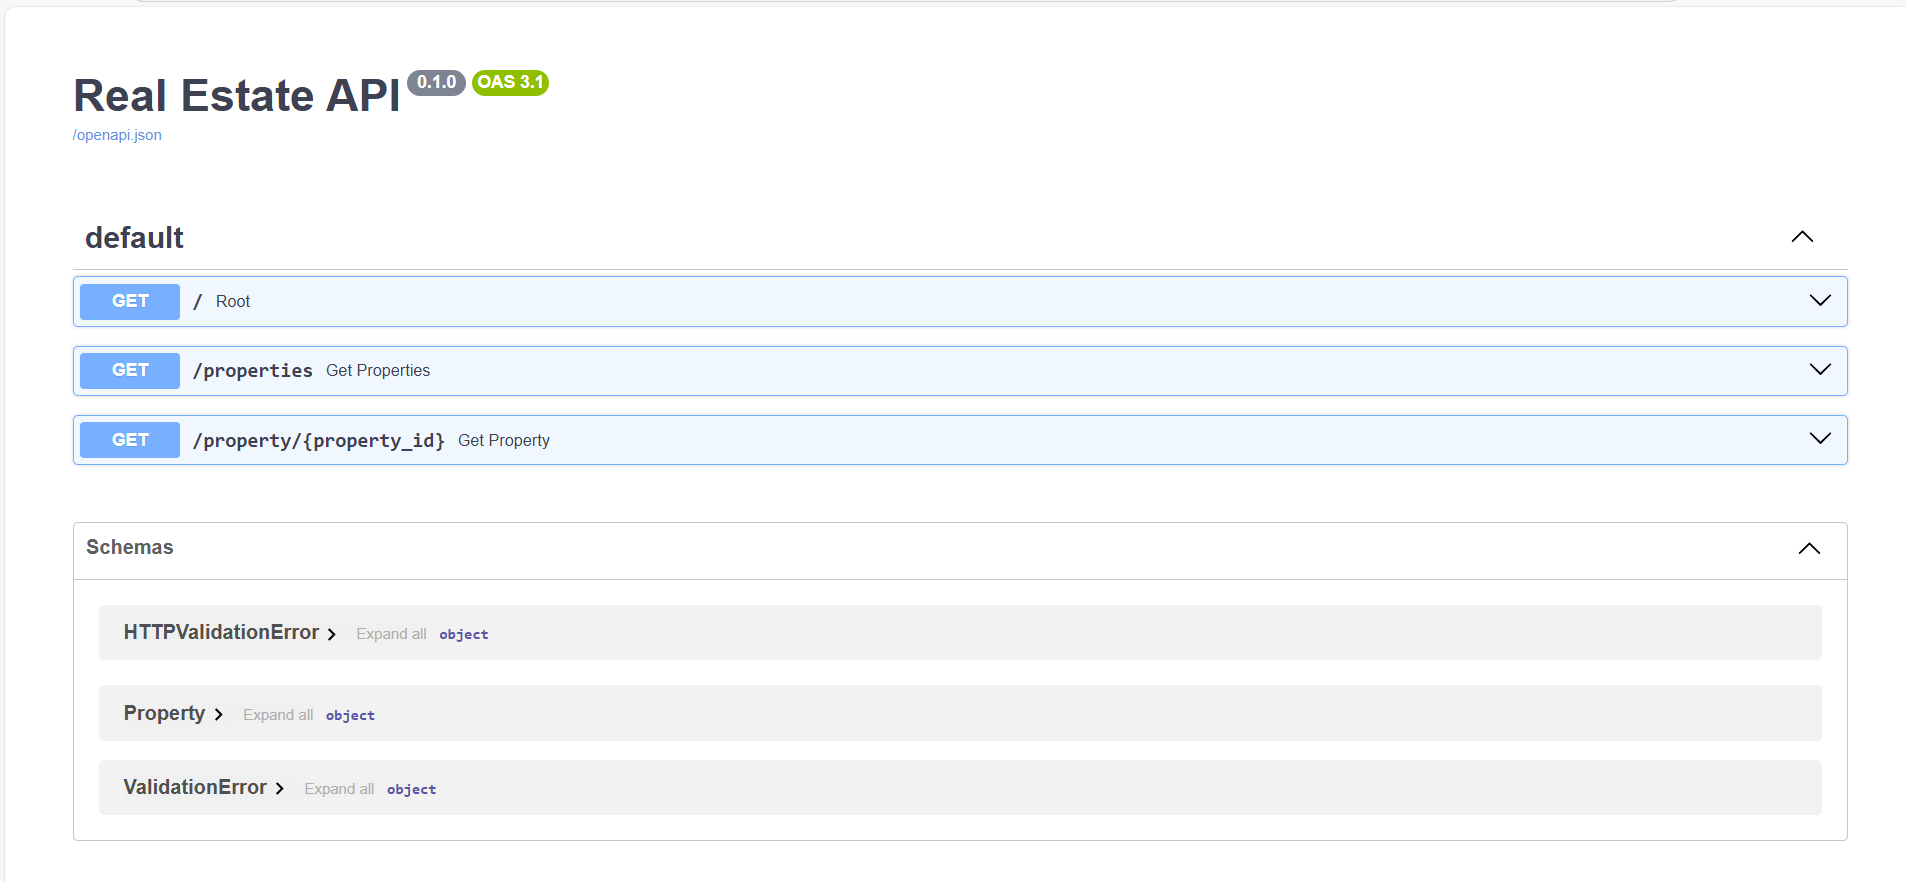 Real Estate API 0.1.0 OAS 3.1
/openapi.json
default
GET / Root
GET /properties Get Properties
GET /property/{property_id} Get Property
Schemas
HTTPValidationError Expand all object
Property Expand all object
ValidationError Expand all object